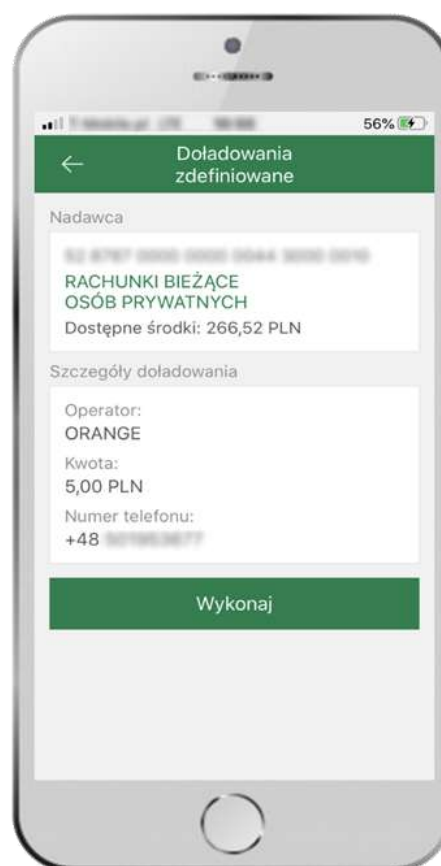 56%
Doładowania
zdefiniowane
Nadawca
RACHUNKI BIEŻĄCE
OSÓB PRYWATNYCH
Dostępne środki: 266,52 PLN
Szczegóły doładowania
Operator:
ORANGE
Kwota:
5,00 PLN
Numer telefonu:
+48
Wykonaj